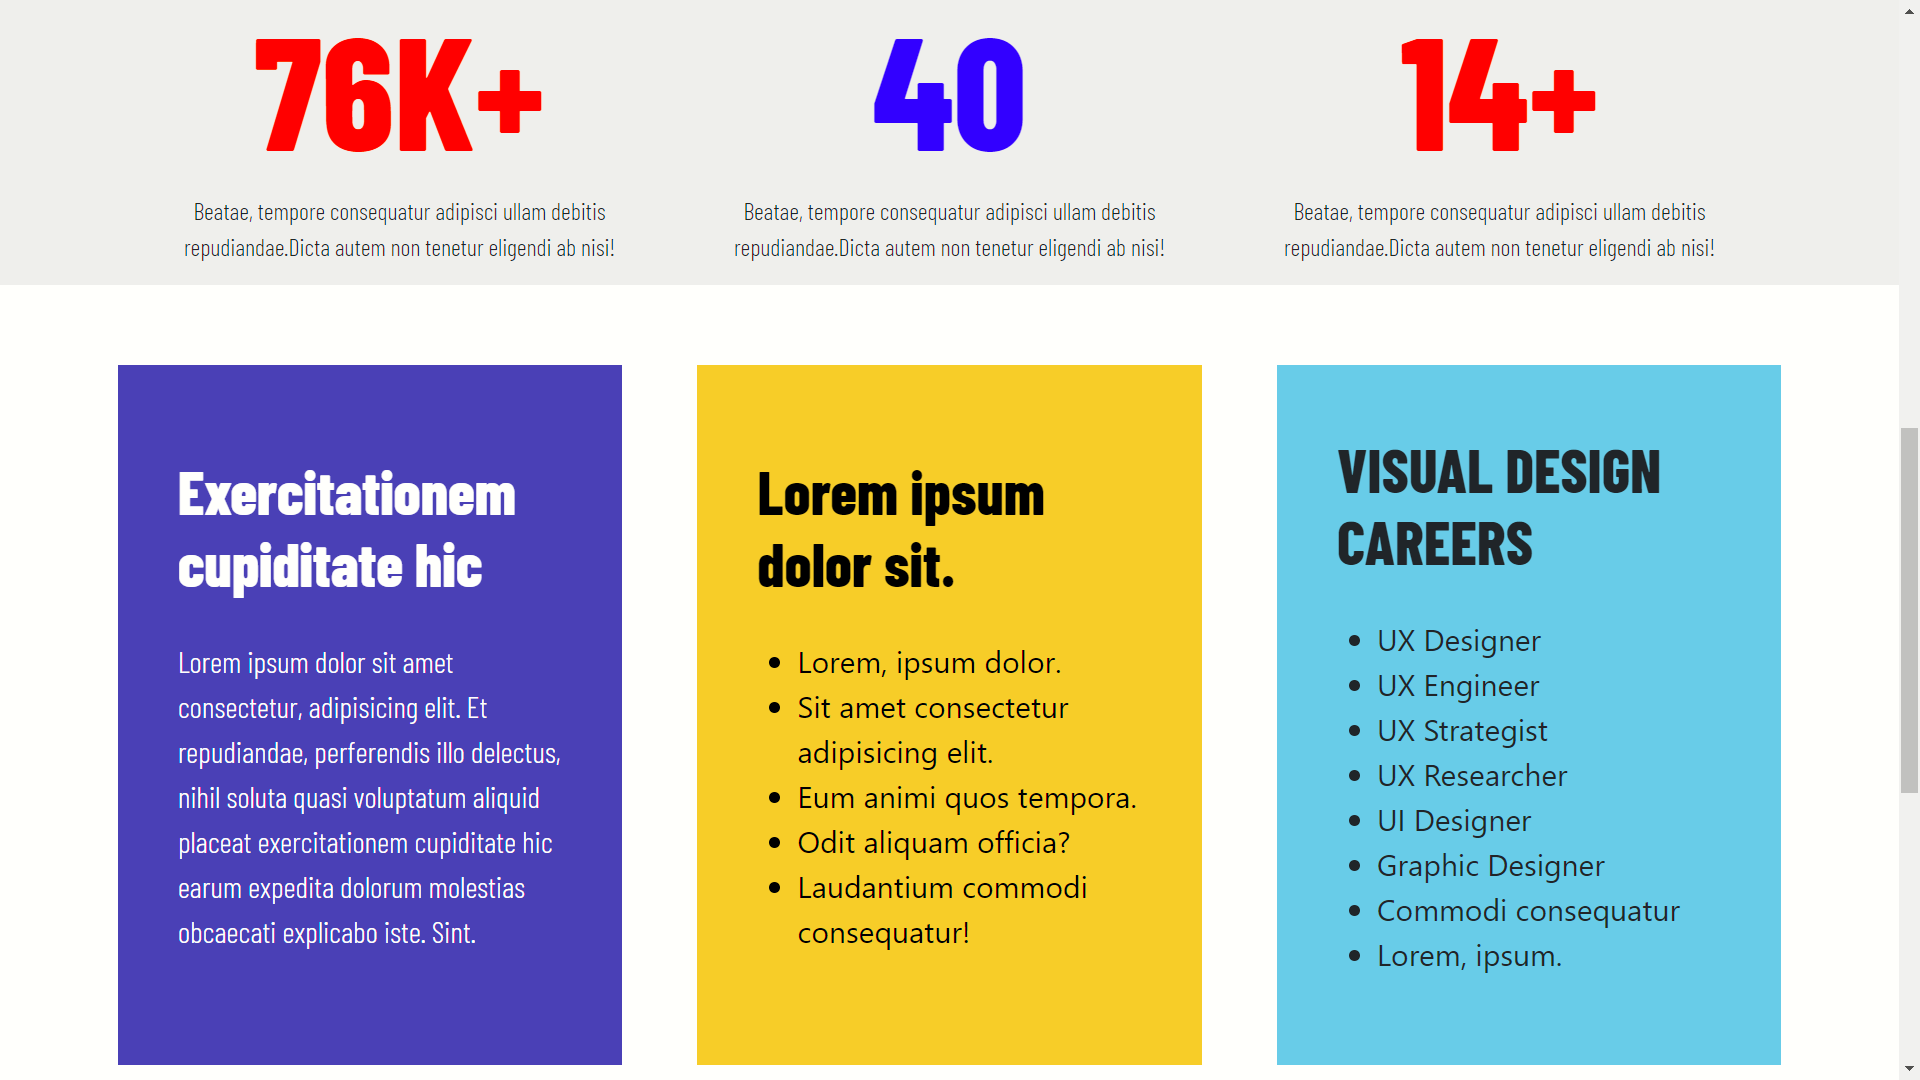 76K+
Beatae, tempore consequatur adipisci ullam debitis
repudiandae.Dicta autem non tenetur eligendi ab nisi!
40
Beatae, tempore consequatur adipisci ullam debitis
repudiandae.Dicta autem non tenetur eligendi ab nisi!
14+
Beatae, tempore consequatur adipisci ullam debitis
repudiandae.Dicta autem non tenetur eligendi ab nisi!
Exercitationem
cupiditate hic
Lorem ipsum dolor sit amet
consectetur, adipisicing elit. Et
repudiandae, perferendis illo delectus,
nihil soluta quasi voluptatum aliquid
placeat exercitationem cupiditate hic
earum expedita dolorum molestias
obcaecati explicabo iste. Sint.
Lorem ipsum
dolor sit.
• Lorem, ipsum dolor.
• Sit amet consectetur
adipisicing elit.
• Eum animi quos tempora.
• Odit aliquam officia?
• Laudantium commodi
consequatur!
VISUAL DESIGN
CAREERS
• UX Designer
• UX Engineer
• UX Strategist
• UX Researcher
• UI Designer
• Graphic Designer
• Commodi consequatur
• Lorem, ipsum.